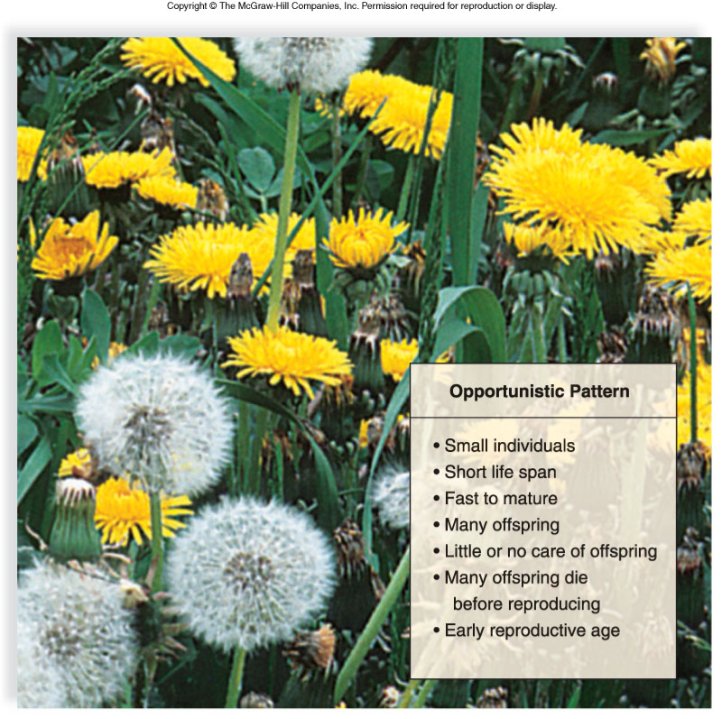 Copyright © The McGraw-Hill Companies, Inc. Permission required for reproduction or display.
Opportunistic Pattern
• Small individuals
• Short life span
• Fast to mature
• Many offspring
• Little or no care of offspring
• Many offspring die
before reproducing
• Early reproductive age